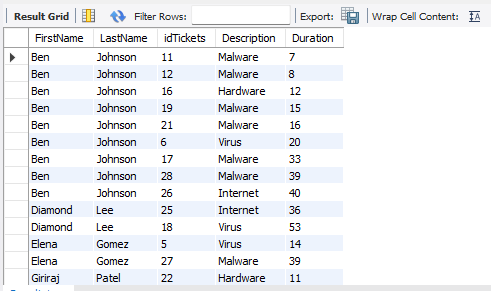 Result Grid Filter Rows: Export: Wrap Cell Content: IA
FirstName LastName idTickets Description Duration
Ben Johnson 11 Malware 7
Ben Johnson 12 Malware 8
Ben Johnson 16 Hardware 12
Ben Johnson 19 Malware 15
Ben Johnson 21 Malware 16
Ben Johnson 6 Virus 20
Ben Johnson 17 Malware 33
Ben Johnson 28 Malware 39
Ben Johnson 26 Internet 40
Diamond Lee 25 Internet 36
Diamond Lee 18 Virus 53
Elena Gomez 5 Virus 14
Elena Gomez 27 Malware 39
Giriraj Patel 22 Hardware 11